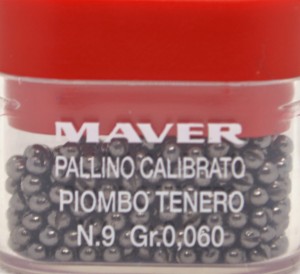 MAVER
PALLINO CALIBRATO
PIOMBO TENERO
N.9 Gr.0,060